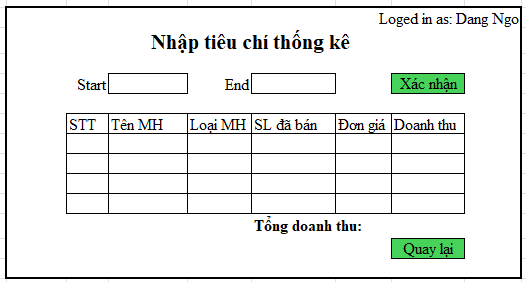 Loged in as: Dang Ngo
Nhập tiêu chí thống kê
Start End Xác nhận
STT Tên MH Loại MH SL đã bán Đơn giá Doanh thu
Tổng doanh thu:
Quay lại